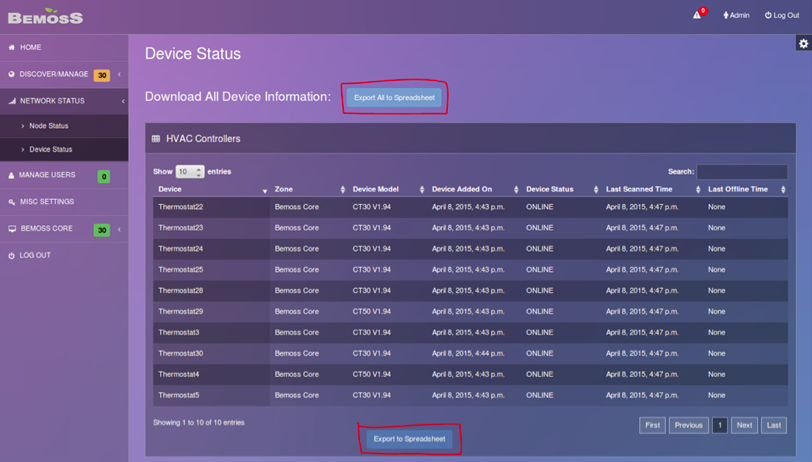 BEMOSS
0
Admin
Log Out
HOME
DISCOVER/MANAGE 30
NETWORK STATUS
Node Status
Device Status
MANAGE USERS 0
MISC SETTINGS
BEMOSS CORE 30
LOG OUT
Device Status
Download All Device Information: Export All to Spreadsheet
HVAC Controllers
Show 10 entries Search:
Device Zone Device Model Device Added On Device Status Last Scanned Time Last Offline Time
Thermostat22 Bemoss Core CT30 V1.94 April 8, 2015, 4:43 p.m. ONLINE April 8, 2015, 4:47 p.m. None
Thermostat23 Bemoss Core CT30 V1.94 April 8, 2015, 4:43 p.m. ONLINE April 8, 2015, 4:47 p.m. None
Thermostat24 Bemoss Core CT30 V1.94 April 8, 2015, 4:43 p.m. ONLINE April 8, 2015, 4:47 p.m. None
Thermostat25 Bemoss Core CT30 V1.94 April 8, 2015, 4:43 p.m. ONLINE April 8, 2015, 4:47 p.m. None
Thermostat28 Bemoss Core CT30 V1.94 April 8, 2015, 4:43 p.m. ONLINE April 8, 2015, 4:47 p.m. None
Thermostat29 Bemoss Core CT50 V1.94 April 8, 2015, 4:43 p.m. ONLINE April 8, 2015, 4:47 p.m. None
Thermostat3 Bemoss Core CT30 V1.94 April 8, 2015, 4:43 p.m. ONLINE April 8, 2015, 4:47 p.m. None
Thermostat30 Bemoss Core CT30 V1.94 April 8, 2015, 4:44 p.m. ONLINE April 8, 2015, 4:47 p.m. None
Thermostat4 Bemoss Core CT50 V1.94 April 8, 2015, 4:43 p.m. ONLINE April 8, 2015, 4:47 p.m. None
Thermostat5 Bemoss Core CT30 V1.94 April 8, 2015, 4:43 p.m. ONLINE April 8, 2015, 4:47 p.m. None
Showing 1 to 10 of 10 entries First Previous 1 Next Last
Export to Spreadsheet